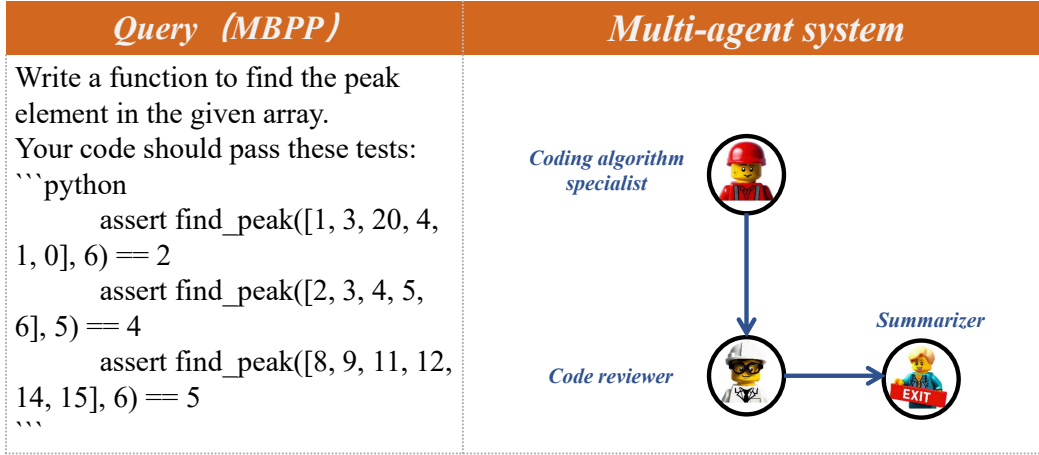 Query (MBPP)
Multi-agent system
Write a function to find the peak
element in the given array.
Your code should pass these tests:
```python
assert find_peak([1, 3, 20, 4,
1, 0], 6) == 2
assert find_peak([2, 3, 4, 5,
6], 5) == 4
assert find_peak([8, 9, 11, 12,
14, 15], 6) == 5
```
Coding algorithm
specialist
Code reviewer
Summarizer
EXIT